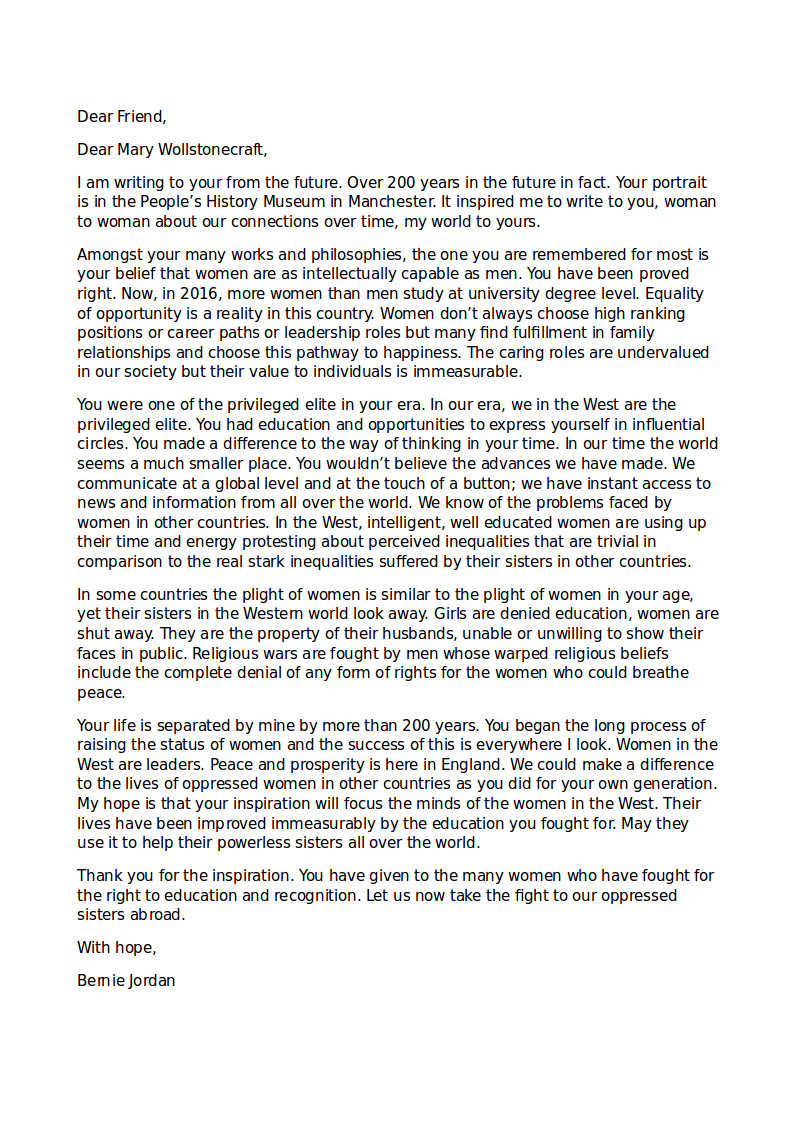 Dear Friend,
Dear Mary Wollstonecraft,
I am writing to your from the future. Over 200 years in the future in fact. Your portrait
is in the People’s History Museum in Manchester. It inspired me to write to you, woman
to woman about our connections over time, my world to yours.
Amongst your many works and philosophies, the one you are remembered for most is
your belief that women are as intellectually capable as men. You have been proved
right. Now, in 2016, more women than men study at university degree level. Equality
of opportunity is a reality in this country. Women don’t always choose high ranking
positions or career paths or leadership roles but many find fulfillment in family
relationships and choose this pathway to happiness. The caring roles are undervalued
in our society but their value to individuals is immeasurable.
You were one of the privileged elite in your era. In our era, we in the West are the
privileged elite. You had education and opportunities to express yourself in influential
circles. You made a difference to the way of thinking in your time. In our time the world
seems a much smaller place. You wouldn’t believe the advances we have made. We
communicate at a global level and at the touch of a button; we have instant access to
news and information from all over the world. We know of the problems faced by
women in other countries. In the West, intelligent, well educated women are using up
their time and energy protesting about perceived inequalities that are trivial in
comparison to the real stark inequalities suffered by their sisters in other countries.
In some countries the plight of women is similar to the plight of women in your age,
yet their sisters in the Western world look away. Girls are denied education, women are
shut away. They are the property of their husbands, unable or unwilling to show their
faces in public. Religious wars are fought by men whose warped religious beliefs
include the complete denial of any form of rights for the women who could breathe
peace.
Your life is separated by mine by more than 200 years. You began the long process of
raising the status of women and the success of this is everywhere I look. Women in the
West are leaders. Peace and prosperity is here in England. We could make a difference
to the lives of oppressed women in other countries as you did for your own generation.
My hope is that your inspiration will focus the minds of the women in the West. Their
lives have been improved immeasurably by the education you fought for. May they
use it to help their powerless sisters all over the world.
Thank you for the inspiration. You have given to the many women who have fought for
the right to education and recognition. Let us now take the fight to our oppressed
sisters abroad.
With hope,
Bernie Jordan